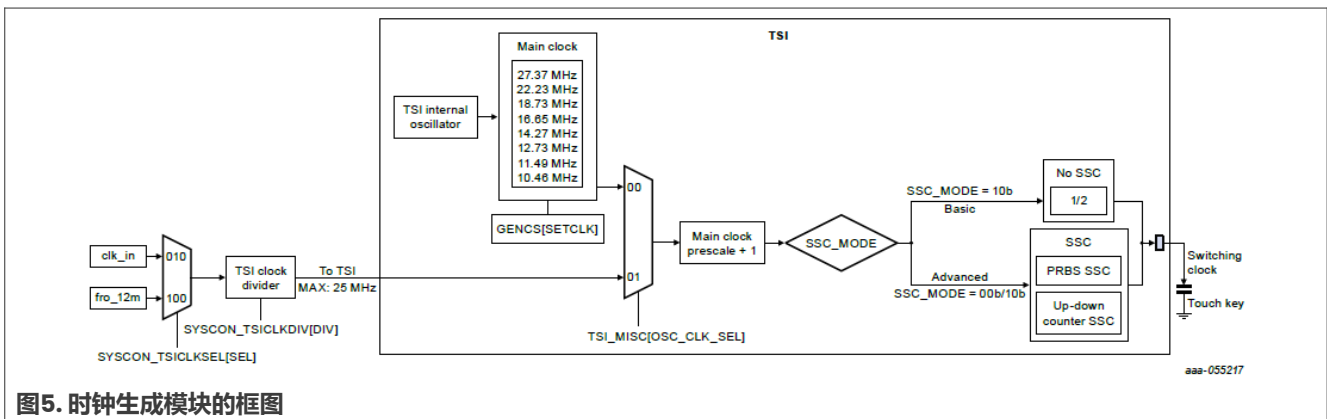 TSI
Main clock
27.37 MHz
22.23 MHz
18.73 MHz
16.65 MHz
14.27 MHz
12.73 MHz
11.49 MHz
10.46 MHz
TSI internal
oscillator
GENCS[SETCLK]
00
01
TSI_MISC[OSC_CLK_SEL]
clk_in
fro_12m
010
100
SYSCON_TSICLKSEL[SEL]
TSI clock
divider
SYSCON_TSICLKDIV[DIV]
To TSI
MAX: 25 MHz
Main clock
prescale + 1
SSC_MODE
SSC_MODE = 10b
Basic
Advanced
SSC_MODE = 00b/10b
No SSC
1/2
SSC
PRBS SSC
Up-down
counter SSC
Switching
clock
Touch key
aaa-055217
图5. 时钟生成模块的框图